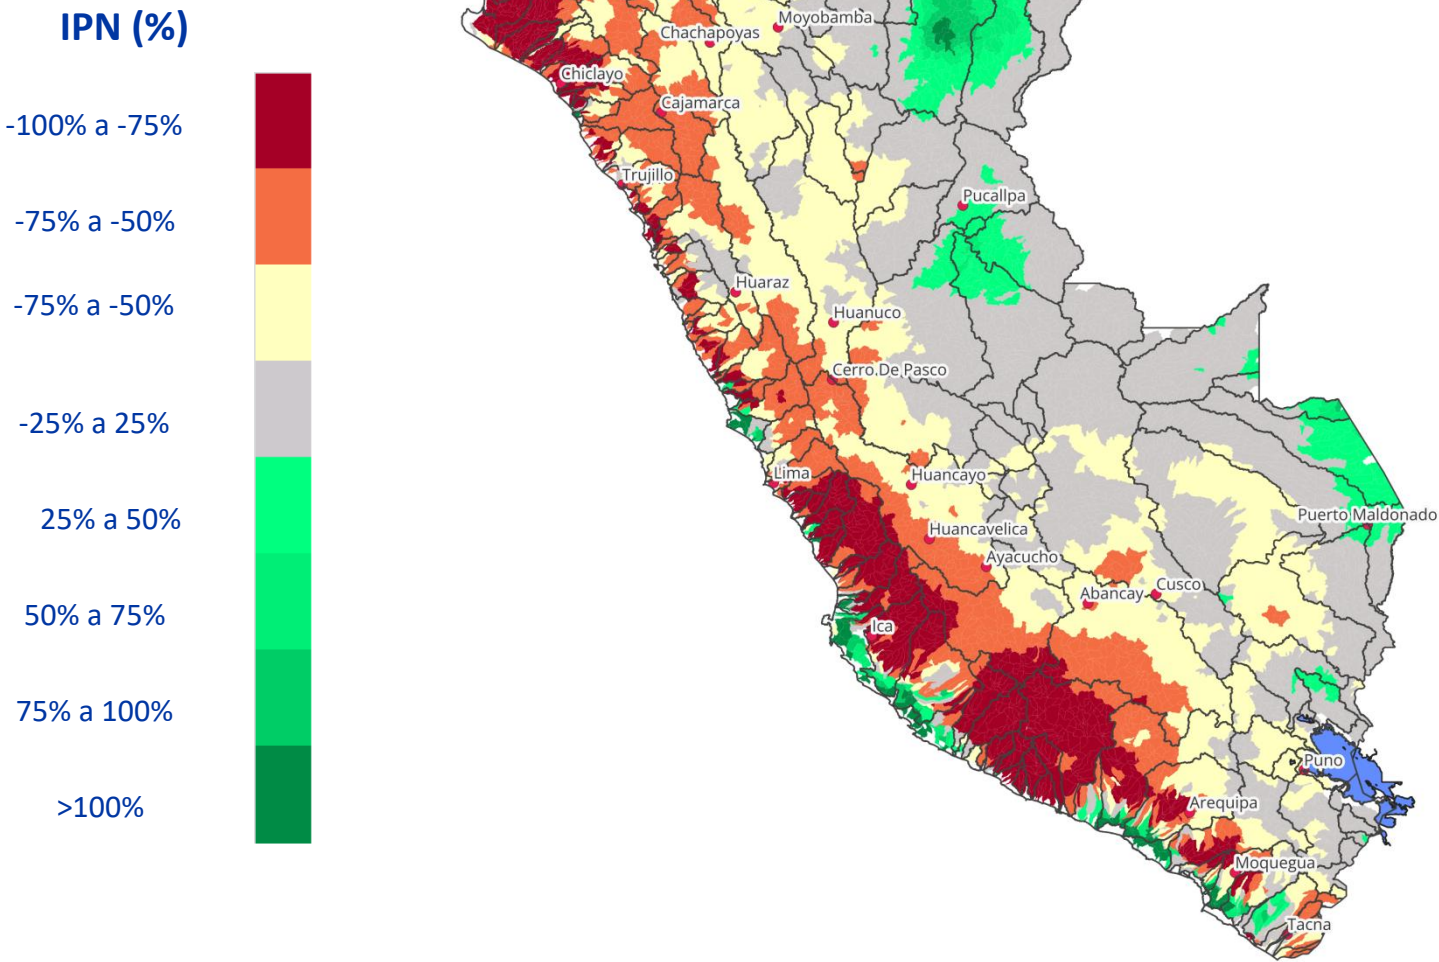 IPN (%)
-100% a -75%
-75% a -50%
-75% a -50%
-25% a 25%
25% a 50%
50% a 75%
75% a 100%
>100%
Moyobamba
Chachapoyas
Chiclayo
Cajamarca
Trujillo
Pucallpa
Huaraz
Huanuco
Cerro De Pasco
Lima
Huancayo
Puerto Maldonado
Huancavelica
Ayacucho
Cusco
Abancay
Ica
Puno
Arequipa
Moquegua
Tacna